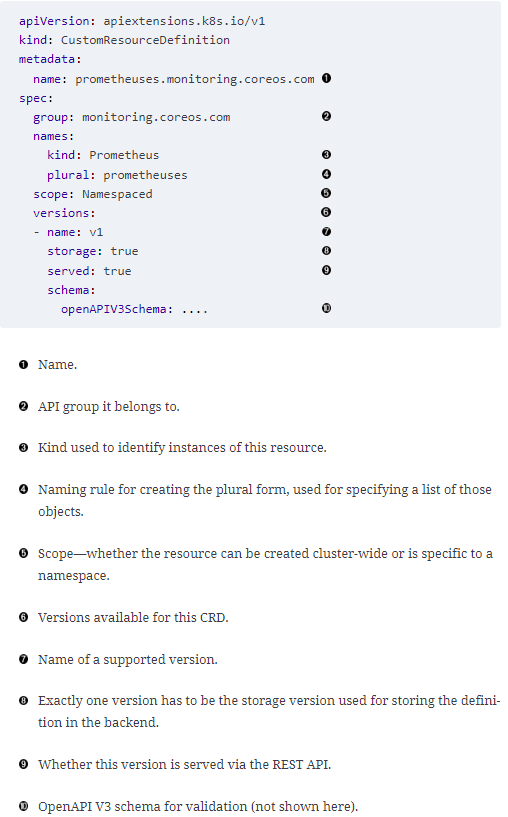 apiVersion: apiextensions.k8s.io/v1
kind: CustomResourceDefinition
metadata:
  name: prometheuses.monitoring.coreos.com ❶
spec:
  group: monitoring.coreos.com ❷
  names:
    kind: Prometheus ❸
    plural: prometheuses ❹
  scope: Namespaced ❺
  versions: ❻
  - name: v1 ❼
    storage: true ❽
    served: true ❾
    schema:
      openAPIV3Schema: .... ❿
❶ Name.
❷ API group it belongs to.
❸ Kind used to identify instances of this resource.
❹ Naming rule for creating the plural form, used for specifying a list of those
objects.
❺ Scope—whether the resource can be created cluster-wide or is specific to a
namespace.
❻ Versions available for this CRD.
❼ Name of a supported version.
❽ Exactly one version has to be the storage version used for storing the defini-
tion in the backend.
❾ Whether this version is served via the REST API.
❿ OpenAPI V3 schema for validation (not shown here).